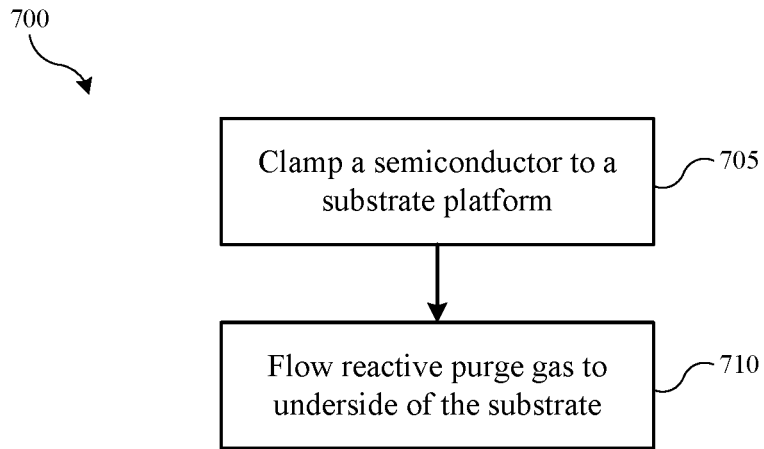 700
Clamp a semiconductor to a
substrate platform
705
Flow reactive purge gas to
underside of the substrate
710